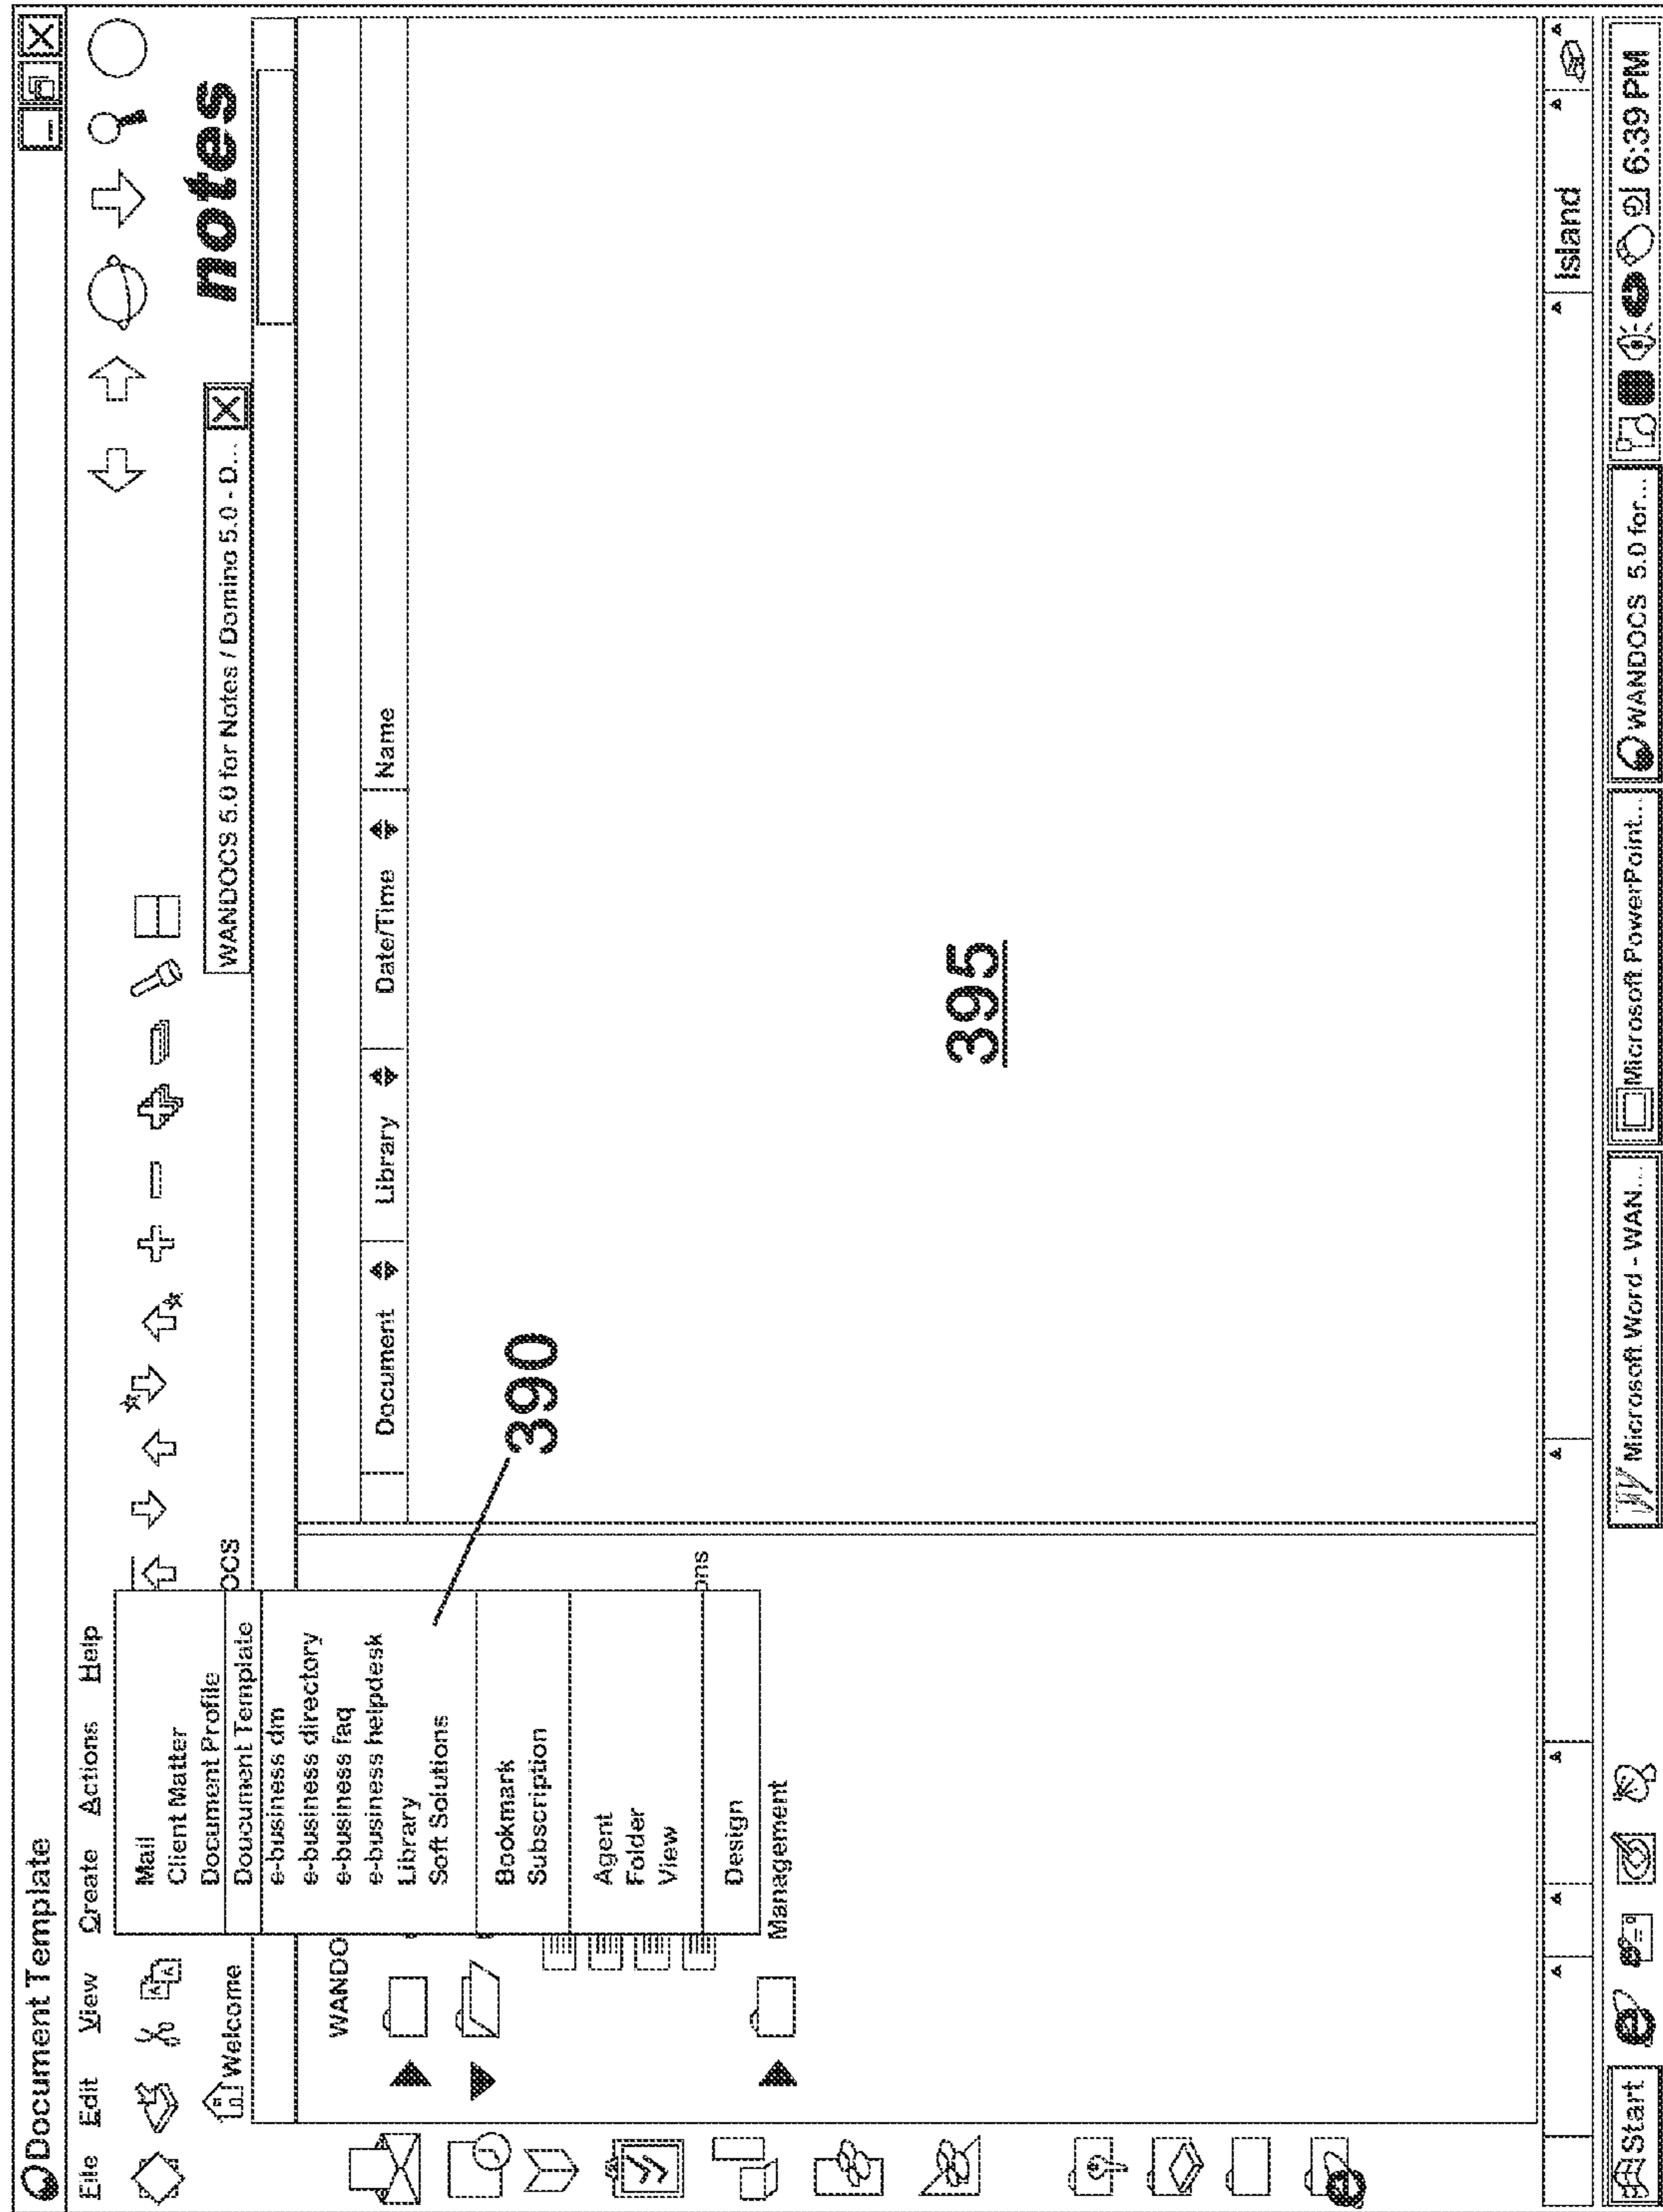 Document Template
File Edit View Create Actions Help
Welcome
OCS
WANDOCS 5.0 for Notes / Domino 5.0 - D...
notes
Mail
Client Matter
Document Profile
Doucument Template
e-business dm
e-business directory
e-business faq
e-business helpdesk
Library
Soft Solutions
Bookmark
Subscription
Agent
Folder
View
Design
WANDO
ons
Management
390
Document Library Date/Time Name
395
Island
Start Microsoft Word - WAN... Microsoft PowerPoint... WANDOCS 5.0 for... 6:39 PM